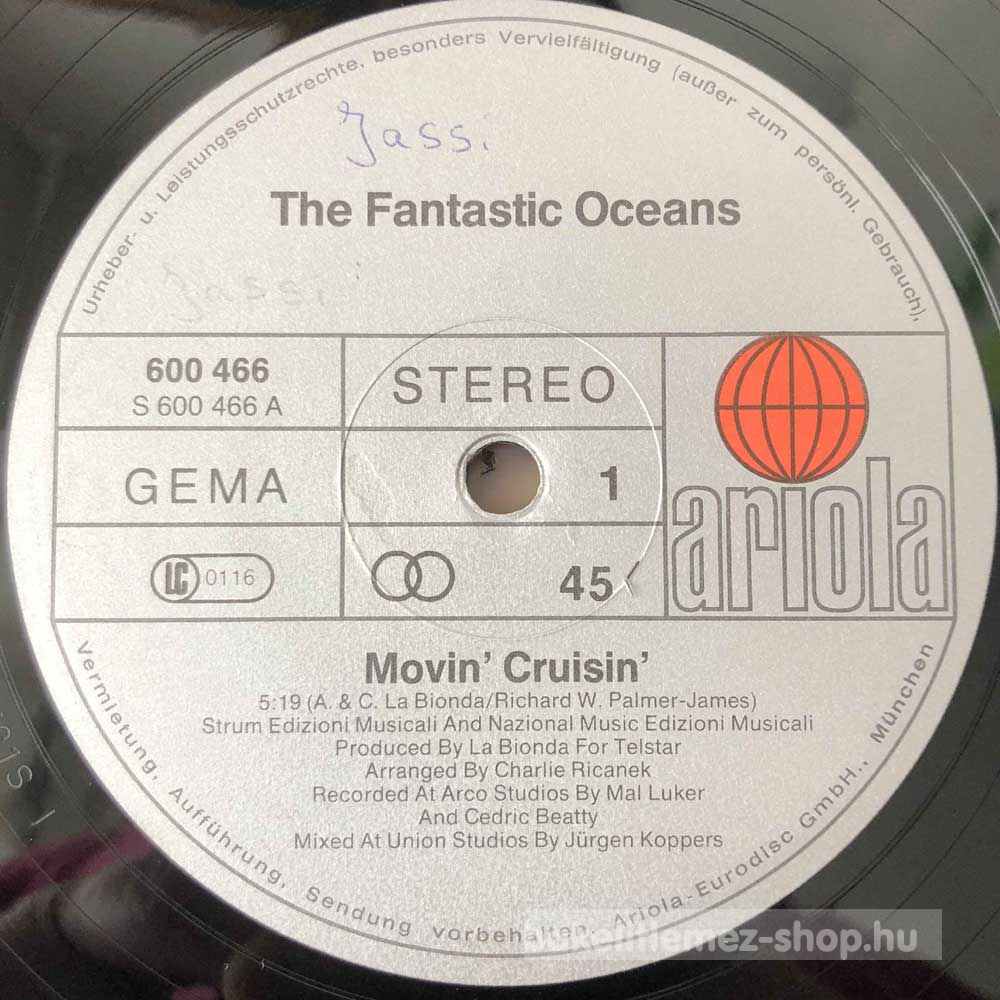 Urheber- u. Leistungsschutzrechte, besonders Vervielfältigung (außer zum persönl. Gebrauch),
Jassi
The Fantastic Oceans
Jassi
600 466
S 600 466 A
STEREO
GEMA
1
LC 0116
45
ariola
Movin' Cruisin'
5:19 (A. & C. La Bionda/Richard W. Palmer-James)
Strum Edizioni Musicali And Nazional Music Edizioni Musicali
Produced By La Bionda For Telstar
Arranged By Charlie Ricanek
Recorded At Arco Studios By Mal Luker
And Cedric Beatty
Mixed At Union Studios By Jürgen Koppers
Vermietung, Aufführung, Sendung vorbehalten. Ariola-Eurodisc GmbH., München
bakelitlemez-shop.hu